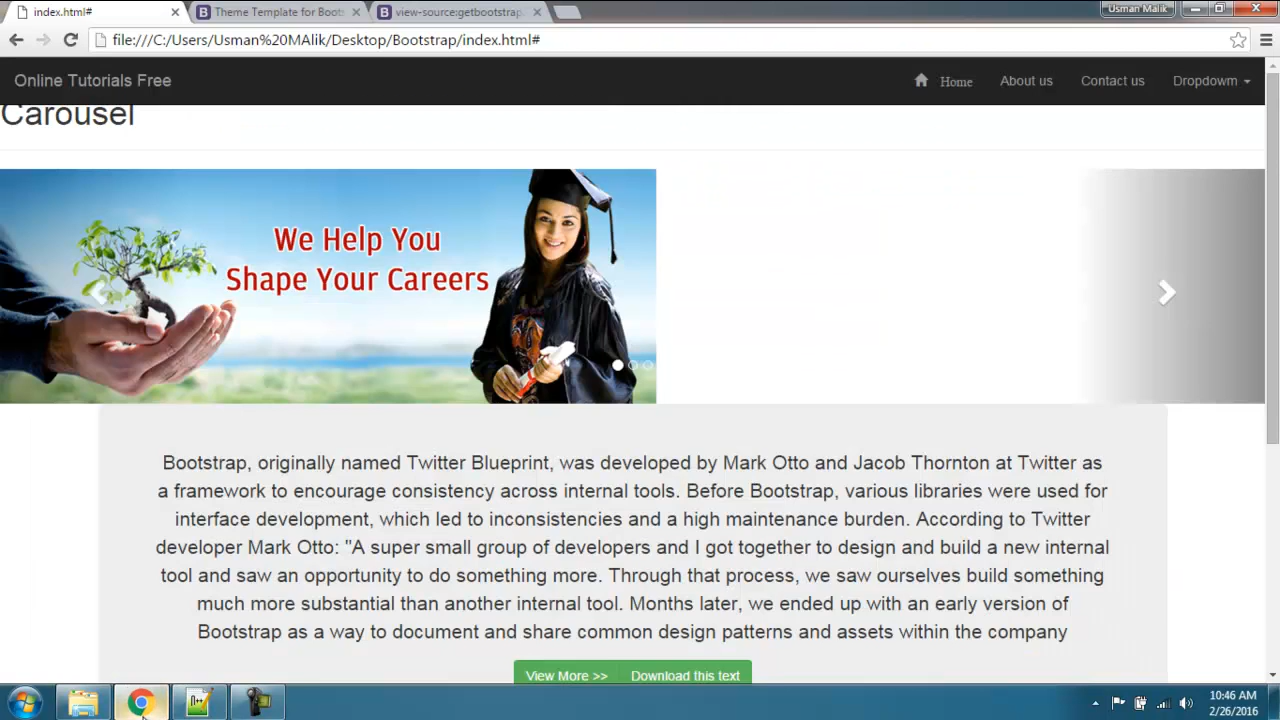 index.html#
Theme Template for Boots
view-source:getbootstrap.
Usman Malik
file:///C:/Users/Usman%20MAlik/Desktop/Bootstrap/index.html#
Online Tutorials Free
Home
About us
Contact us
Dropdowm
Carousel
We Help You
Shape Your Careers
Bootstrap, originally named Twitter Blueprint, was developed by Mark Otto and Jacob Thornton at Twitter as
a framework to encourage consistency across internal tools. Before Bootstrap, various libraries were used for
interface development, which led to inconsistencies and a high maintenance burden. According to Twitter
developer Mark Otto: "A super small group of developers and I got together to design and build a new internal
tool and saw an opportunity to do something more. Through that process, we saw ourselves build something
much more substantial than another internal tool. Months later, we ended up with an early version of
Bootstrap as a way to document and share common design patterns and assets within the company
View More >>
Download this text
10:46 AM
2/26/2016